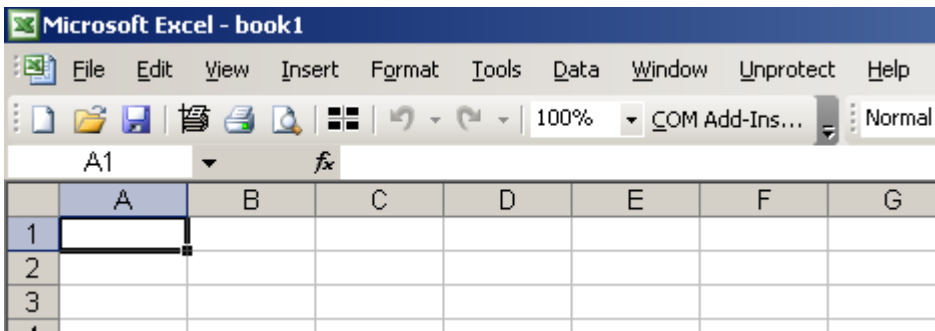 Microsoft Excel - book1
File Edit View Insert Format Tools Data Window Unprotect Help
100% COM Add-Ins... Normal
A1 fx
A B C D E F G
1
2
3